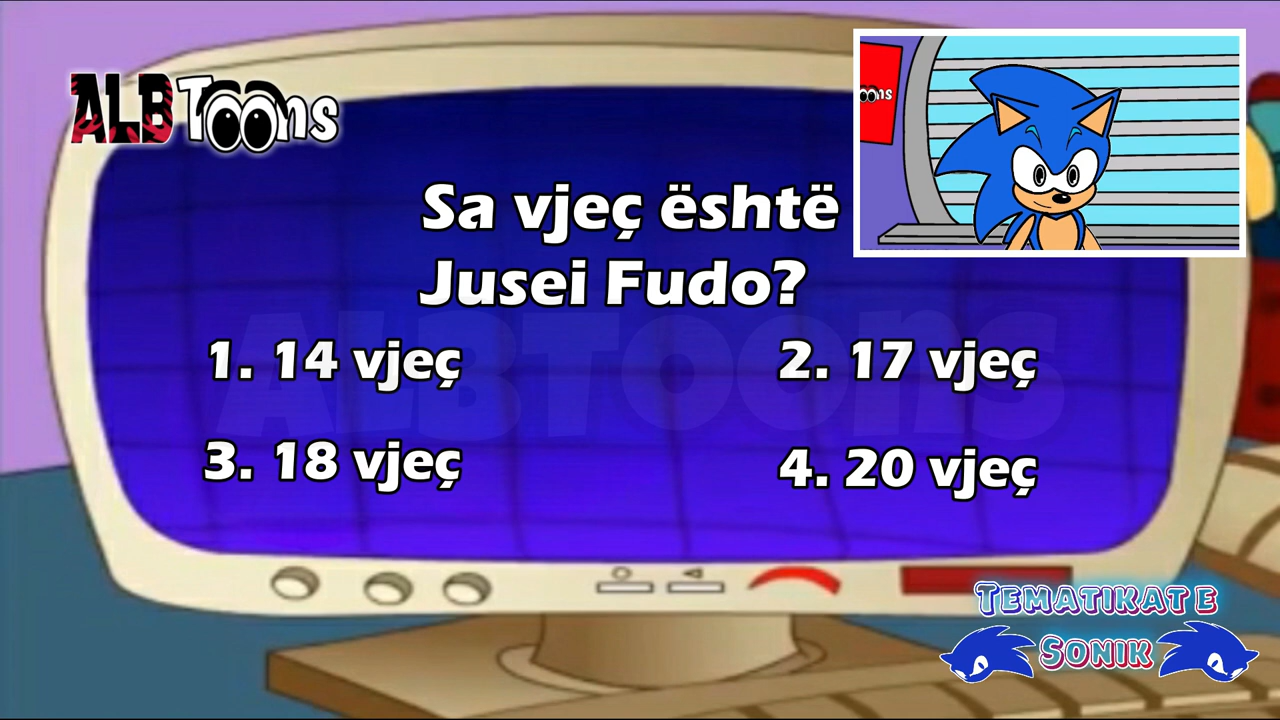 ALBToons
Sa vjeç është
Jusei Fudo?
1. 14 vjeç
2. 17 vjeç
3. 18 vjeç
4. 20 vjeç
ALBToons
TEMATIKAT E
SONIK